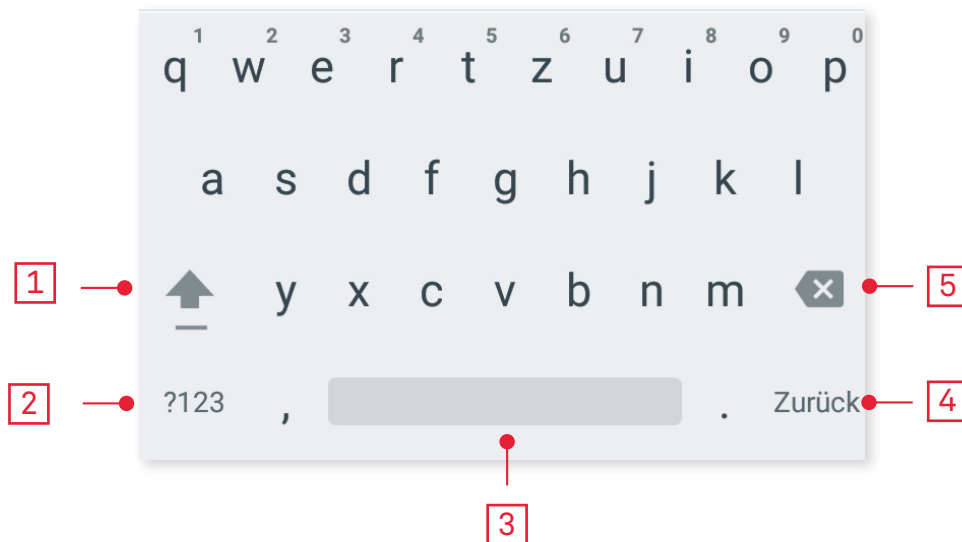 1 2 3 4 5 6 7 8 9 0
q w e r t z u i o p
a s d f g h j k l
1 y x c v b n m 5
2 ?123 , . Zurück 4
3